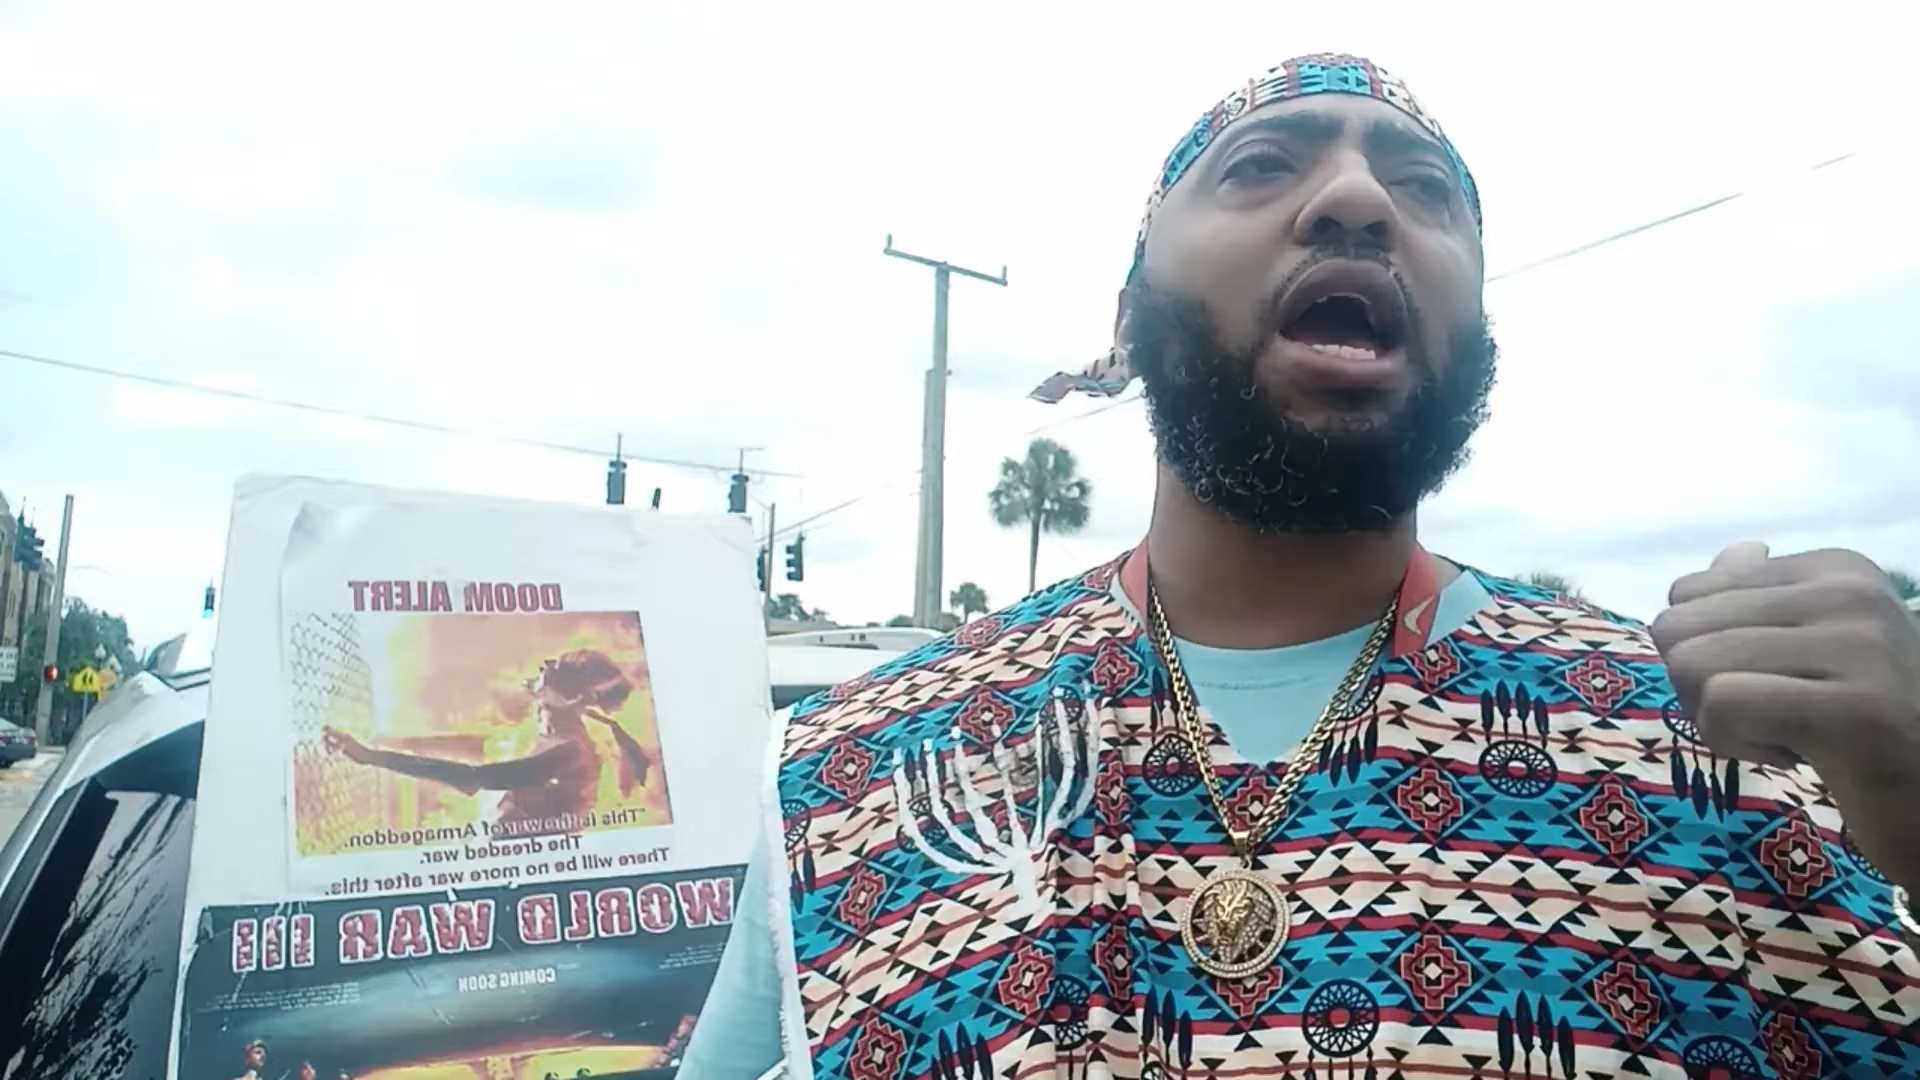 DOOM ALERT
"This is the war of Armageddon.
The dreaded war.
There will be no more war after this.
WORLD WAR III
COMING SOON